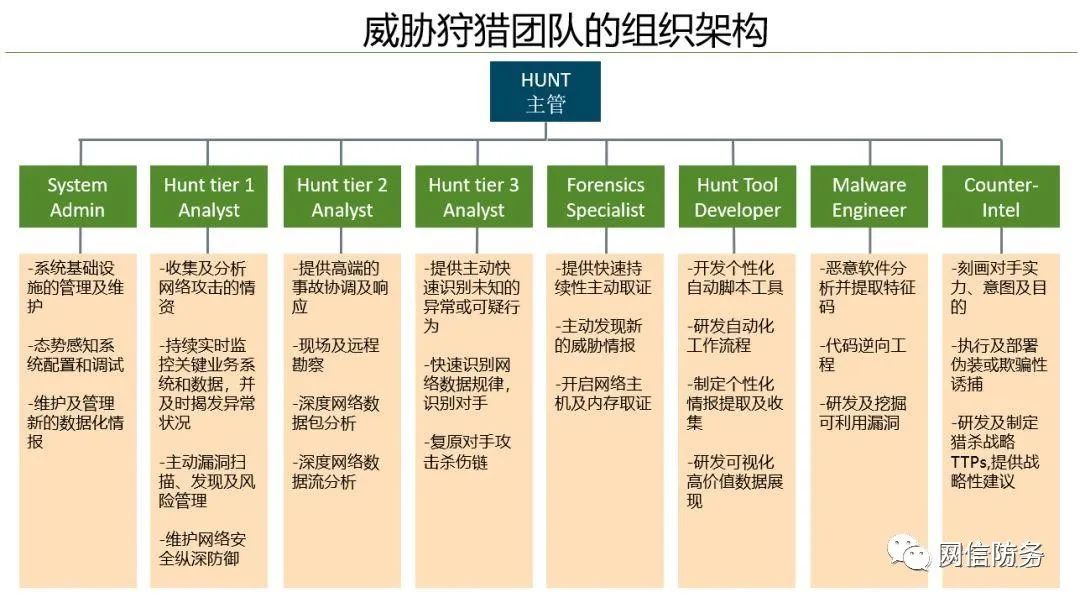 威胁狩猎团队的组织架构
HUNT
主管
System
Admin
-系统基础设
施的管理及维
护
-态势感知系
统配置和调试
-维护及管理
新的数据化情
报
Hunt tier 1
Analyst
-收集及分析
网络攻击的情
资
-持续实时监
控关键业务系
统和数据，并
及时揭发异常
状况
-主动漏洞扫
描、发现及风
险管理
-维护网络安
全纵深防御
Hunt tier 2
Analyst
-提供高端的
事故协调及响
应
-现场及远程
勘察
-深度网络数
据包分析
-深度网络数
据流分析
Hunt tier 3
Analyst
-提供主动快
速识别未知的
异常或可疑行
为
-快速识别网
络数据规律，
识别对手
-复原对手攻
击杀伤链
Forensics
Specialist
-提供快速持
续性主动取证
-主动发现新
的威胁情报
-开启网络主
机及内存取证
Hunt Tool
Developer
-开发个性化
自动脚本工具
-研发自动化
工作流程
-制定个性化
情报提取及收
集
-研发可视化
高价值数据展
现
Malware
Engineer
-恶意软件分
析并提取特征
码
-代码逆向工
程
-研发及挖掘
可利用漏洞
Counter-
Intel
-刻画对手实
力、意图及目
的
-执行及部署
伪装或欺骗性
诱捕
-研发及制定
猎杀战略
TTPs,提供战
略性建议
网信防务